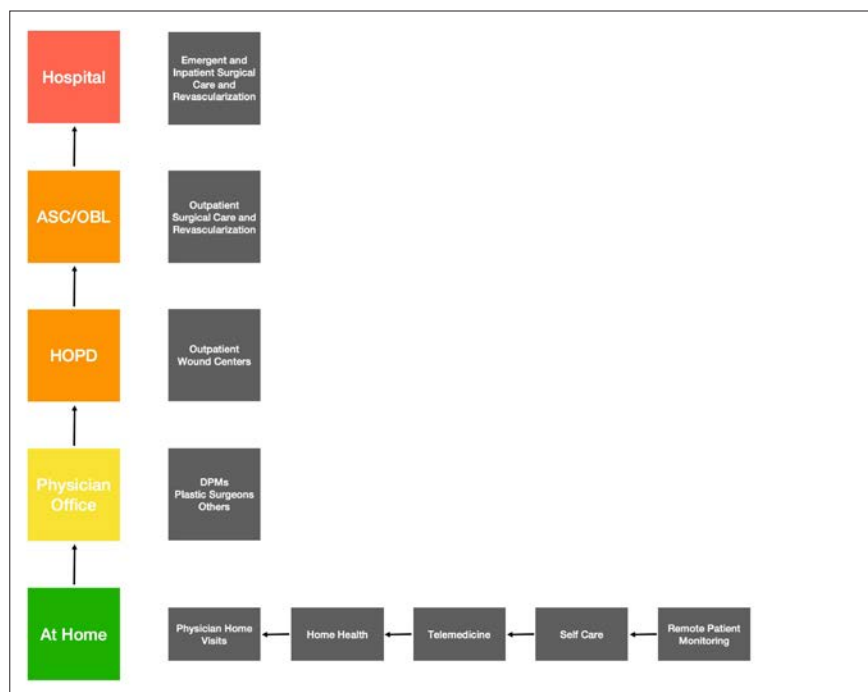 Hospital
Emergent and
Inpatient Surgical
Care and
Revascularization
ASC/OBL
Outpatient
Surgical Care and
Revascularization
HOPD
Outpatient
Wound Centers
Physician
Office
DPMs
Plastic Surgeons
Others
At Home
Physician Home
Visits
Home Health
Telemedicine
Self Care
Remote Patient
Monitoring